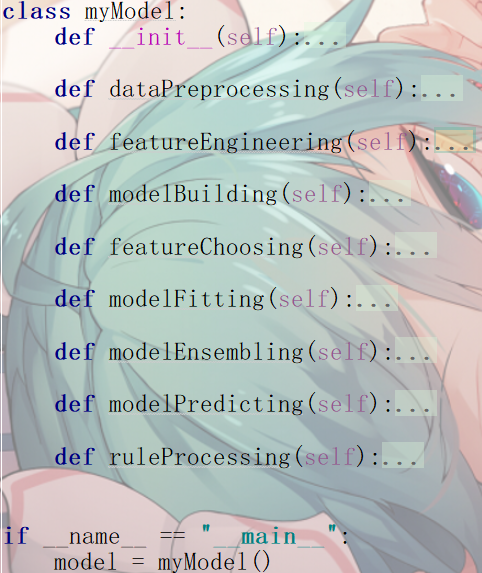 class myModel:
    def __init__(self):...
    def dataPreprocessing(self):...
    def featureEngineering(self):...
    def modelBuilding(self):...
    def featureChoosing(self):...
    def modelFitting(self):...
    def modelEnsembling(self):...
    def modelPredicting(self):...
    def ruleProcessing(self):...
if __name__ == "__main__":
    model = myModel()